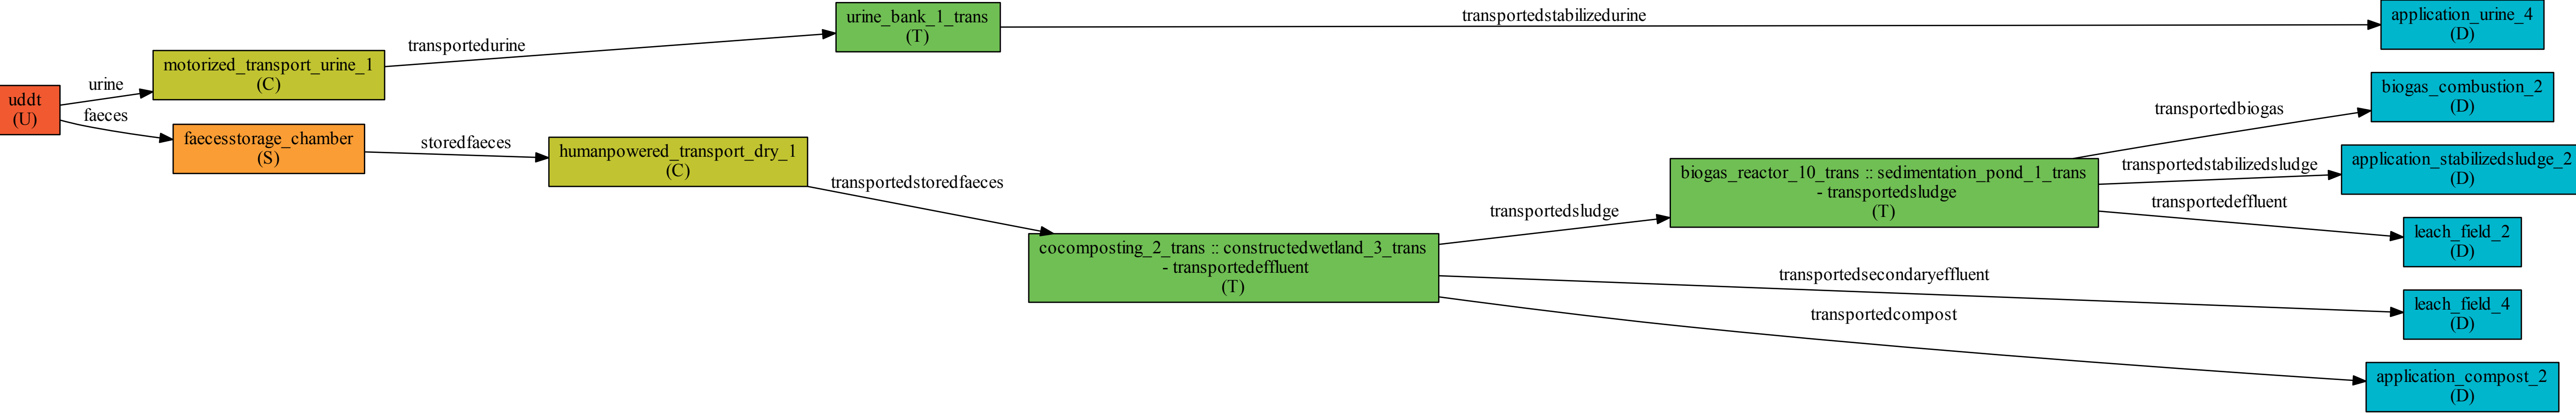 uddt
(U)
urine
faeces
motorized_transport_urine_1
(C)
faecesstorage_chamber
(S)
transportedurine
storedfaeces
humanpowered_transport_dry_1
(C)
urine_bank_1_trans
(T)
transportedstoredfaeces
cocomposting_2_trans :: constructedwetland_3_trans
- transportedeffluent
(T)
transportedstabilizedurine
transportedsludge
biogas_reactor_10_trans :: sedimentation_pond_1_trans
- transportedsludge
(T)
transportedsecondaryeffluent
transportedcompost
transportedbiogas
transportedstabilizedsludge
transportedeffluent
application_urine_4
(D)
biogas_combustion_2
(D)
application_stabilizedsludge_2
(D)
leach_field_2
(D)
leach_field_4
(D)
application_compost_2
(D)